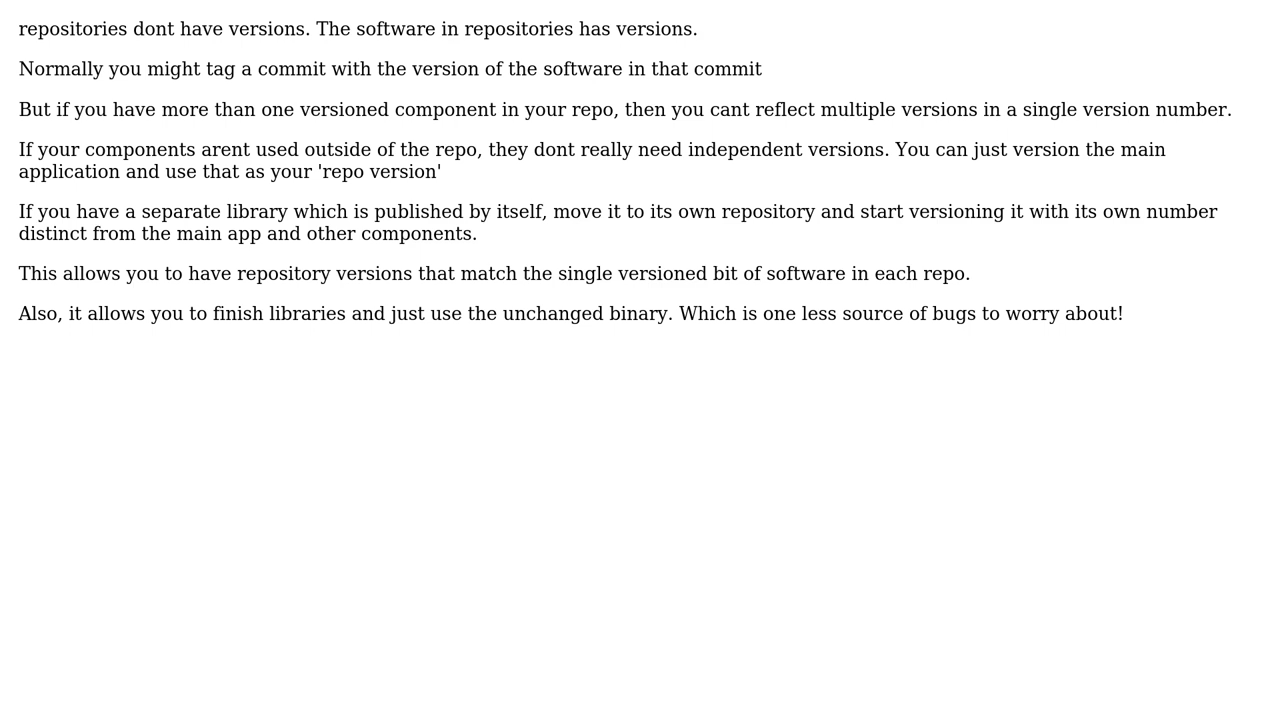 repositories dont have versions. The software in repositories has versions.
Normally you might tag a commit with the version of the software in that commit
But if you have more than one versioned component in your repo, then you cant reflect multiple versions in a single version number.
If your components arent used outside of the repo, they dont really need independent versions. You can just version the main
application and use that as your 'repo version'
If you have a separate library which is published by itself, move it to its own repository and start versioning it with its own number
distinct from the main app and other components.
This allows you to have repository versions that match the single versioned bit of software in each repo.
Also, it allows you to finish libraries and just use the unchanged binary. Which is one less source of bugs to worry about!